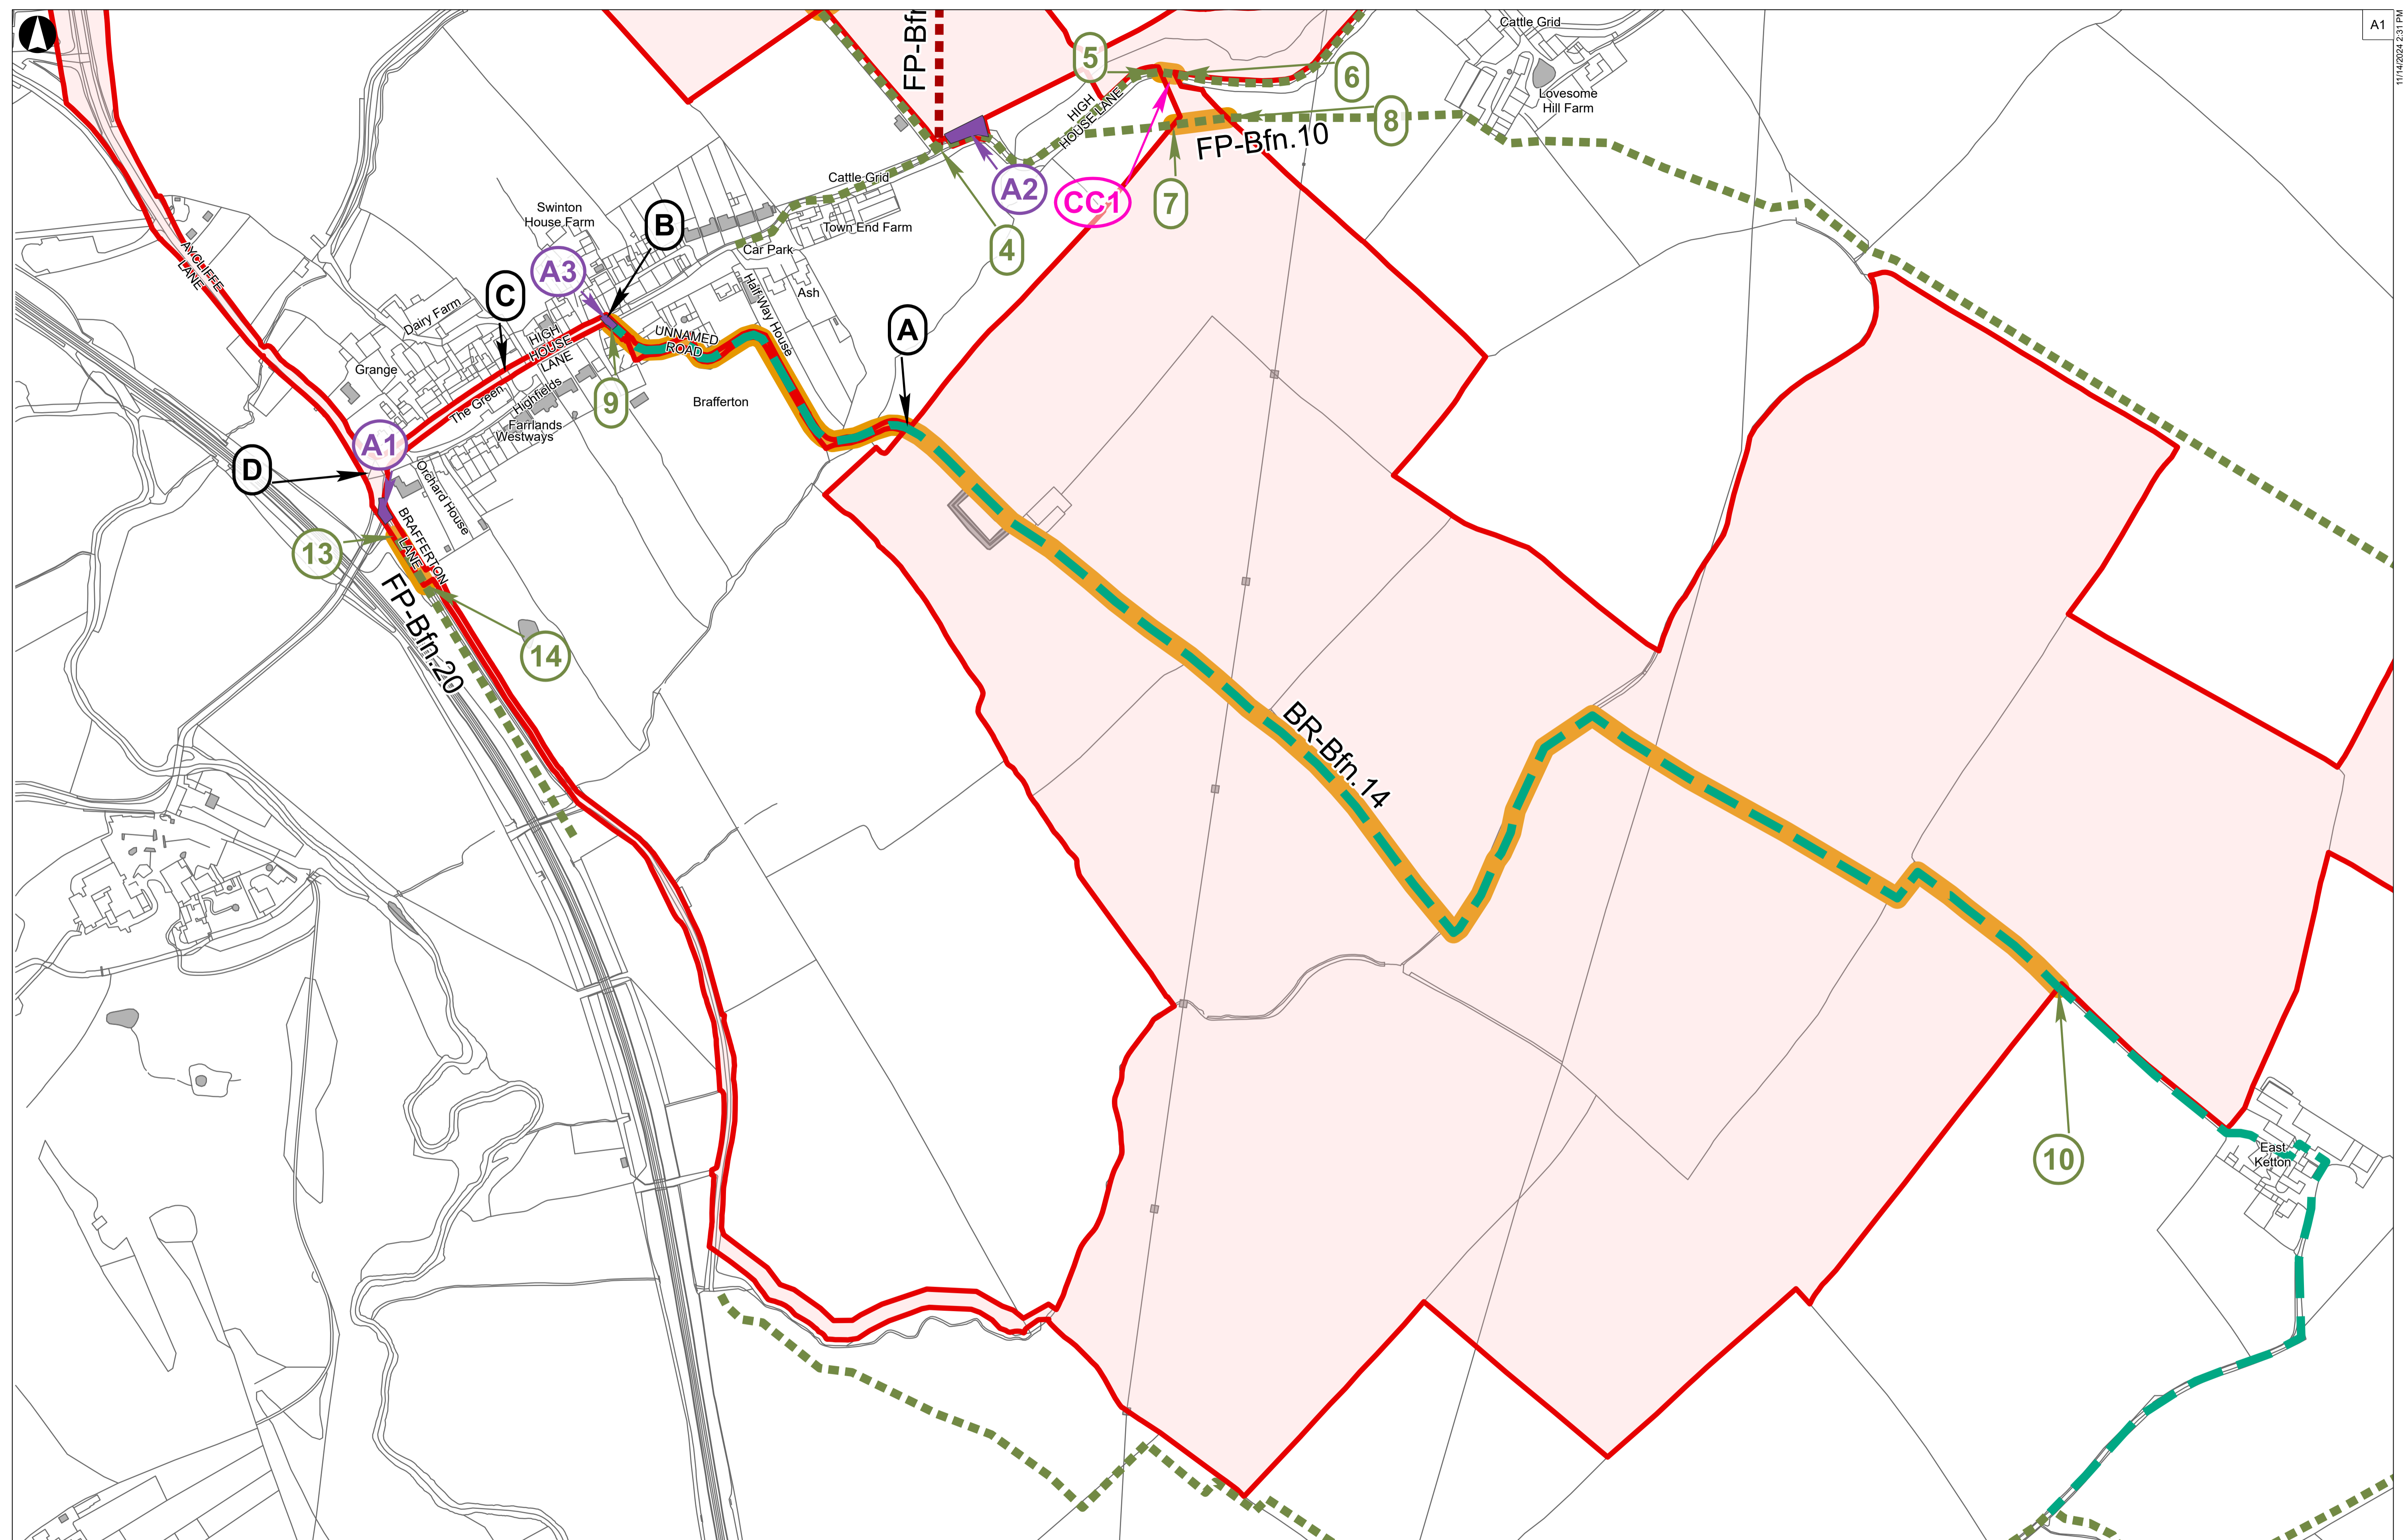 A1
11/14/2024 2:31 PM
Cattle Grid
FP-Bfn
5
6
Lovesome
Hill Farm
HIGH
HOUSE LANE
8
FP-Bfn.10
Cattle Grid
A2
CC1
7
Swinton
House Farm
B
Town End Farm
4
Car Park
AYCLIFFE
LANE
A3
C
Ash
Half Way House
Dairy Farm
HIGH
HOUSE
LANE
UNNAMED
ROAD
A
Grange
The Green
Highfields
9
Brafferton
Farrlands
Westways
A1
D
Orchard House
BRAFFERTON
LANE
13
FP-Bfn.20
14
BR-Bfn.14
East
Ketton
10